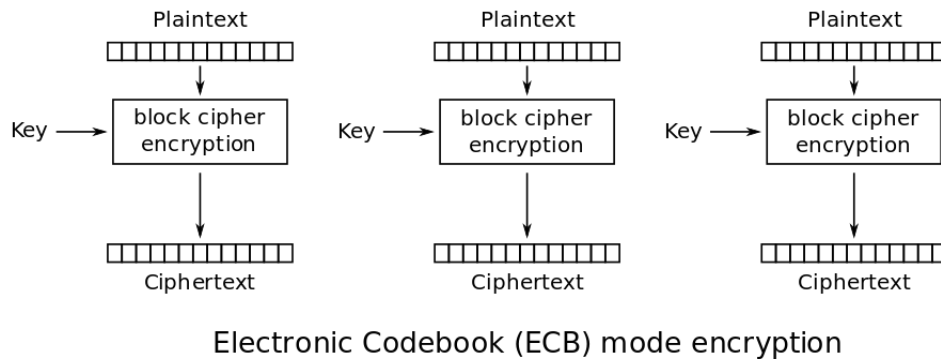 Plaintext
Plaintext
Plaintext
Key
block cipher
encryption
Key
block cipher
encryption
Key
block cipher
encryption
Ciphertext
Ciphertext
Ciphertext
Electronic Codebook (ECB) mode encryption